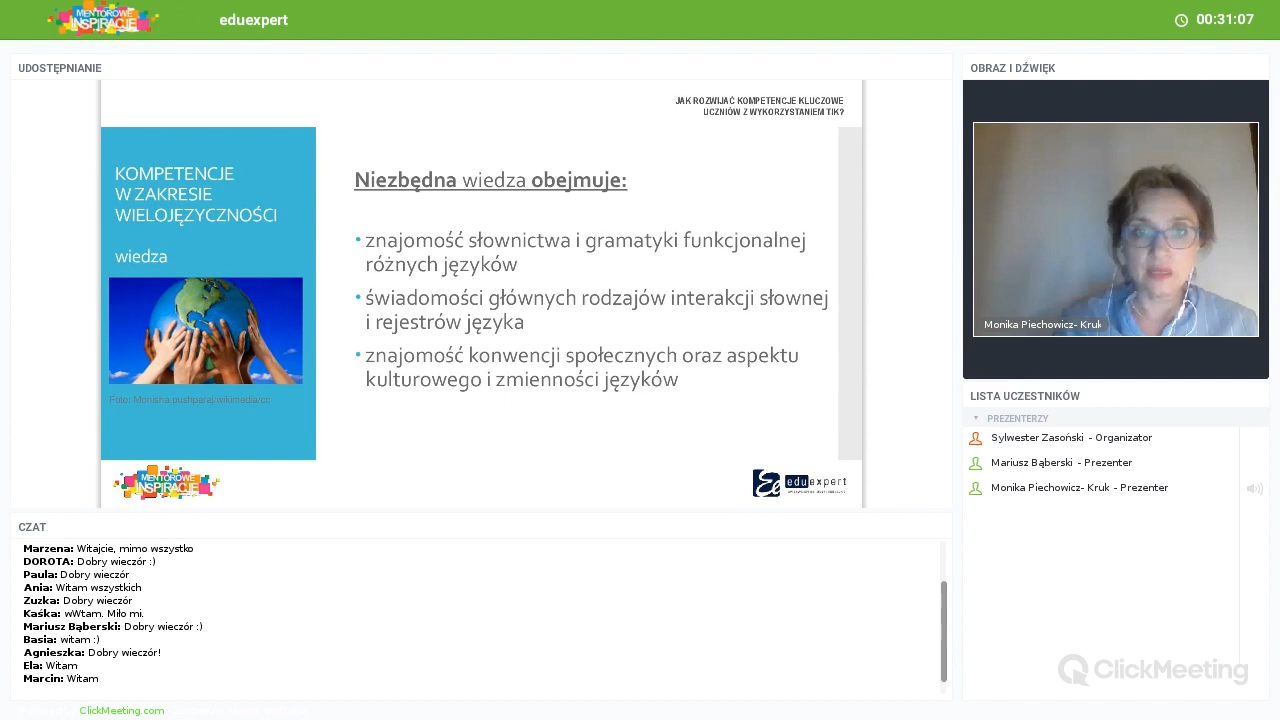 MENTOROWE
INSPIRACJE
eduexpert
00:31:07
UDOSTĘPNIANIE
JAK ROZWIJAĆ KOMPETENCJE KLUCZOWE
UCZNIÓW Z WYKORZYSTANIEM TIK?
KOMPETENCJE
W ZAKRESIE
WIELOJĘZYCZNOŚCI
wiedza
Foto: Monisha.pushparaj/wikimedia/cc
Niezbędna wiedza obejmuje:
• znajomość słownictwa i gramatyki funkcjonalnej
różnych języków
• świadomości głównych rodzajów interakcji słownej
i rejestrów języka
• znajomość konwencji społecznych oraz aspektu
kulturowego i zmienności języków
MENTOROWE
INSPIRACJE
eduexpert
CZAT
Marzena: Witajcie, mimo wszystko
DOROTA: Dobry wieczór :)
Paula: Dobry wieczór
Ania: Witam wszystkich
Zuzka: Dobry wieczór
Kaśka: wWtam. Miło mi.
Mariusz Bąberski: Dobry wieczór :)
Basia: witam :)
Agnieszka: Dobry wieczór!
Ela: Witam
Marcin: Witam
ClickMeeting.com
OBRAZ I DŹWIĘK
Monika Piechowicz- Kruk
LISTA UCZESTNIKÓW
PREZENTERZY
Sylwester Zasoński - Organizator
Mariusz Bąberski - Prezenter
Monika Piechowicz- Kruk - Prezenter
ClickMeeting